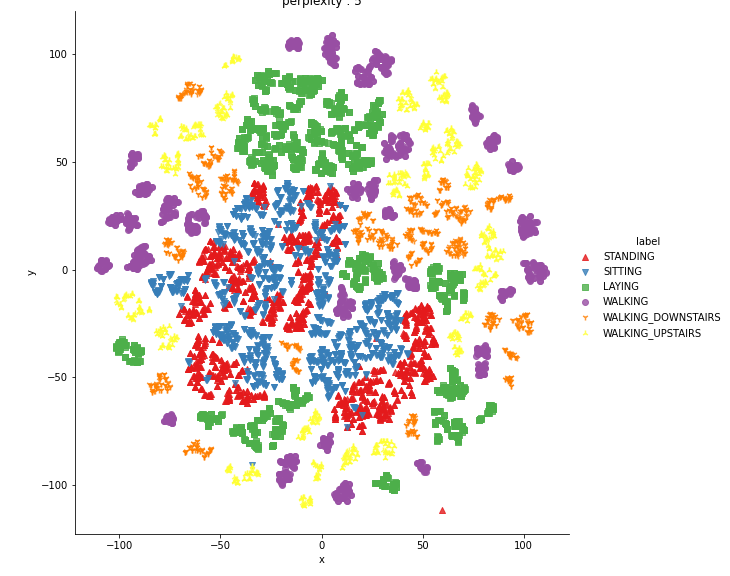 perplexity : 5
100
50
0
−50
−100
y
−100
−50
0
50
100
x
label
STANDING
SITTING
LAYING
WALKING
WALKING_DOWNSTAIRS
WALKING_UPSTAIRS